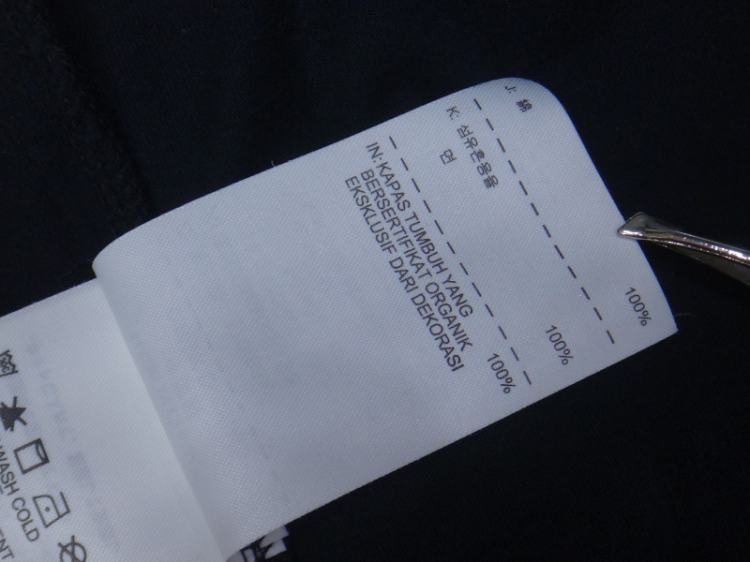 J: 綿 100%
K: 섬유혼용율
면 100%
IN: KAPAS TUMBUH YANG
BERSERTIFIKAT ORGANIK
EKSKLUSIF DARI DEKORASI 100%
WASH COLD